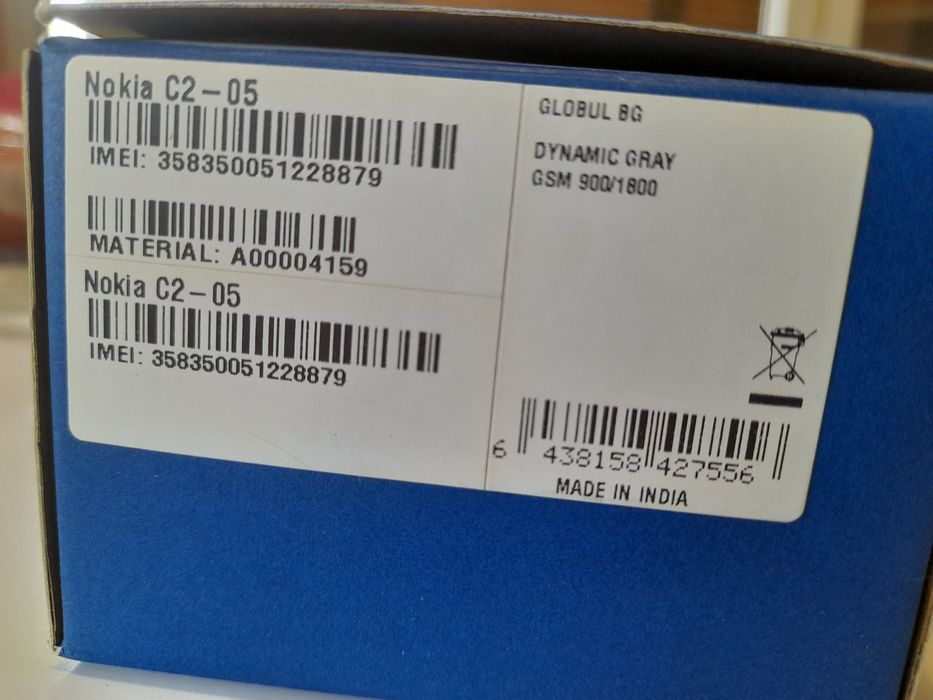 Nokia C2-05
IMEI: 358350051228879
MATERIAL: A00004159
Nokia C2-05
IMEI: 358350051228879
GLOBUL BG
DYNAMIC GRAY
GSM 900/1800
6 438158 427556
MADE IN INDIA